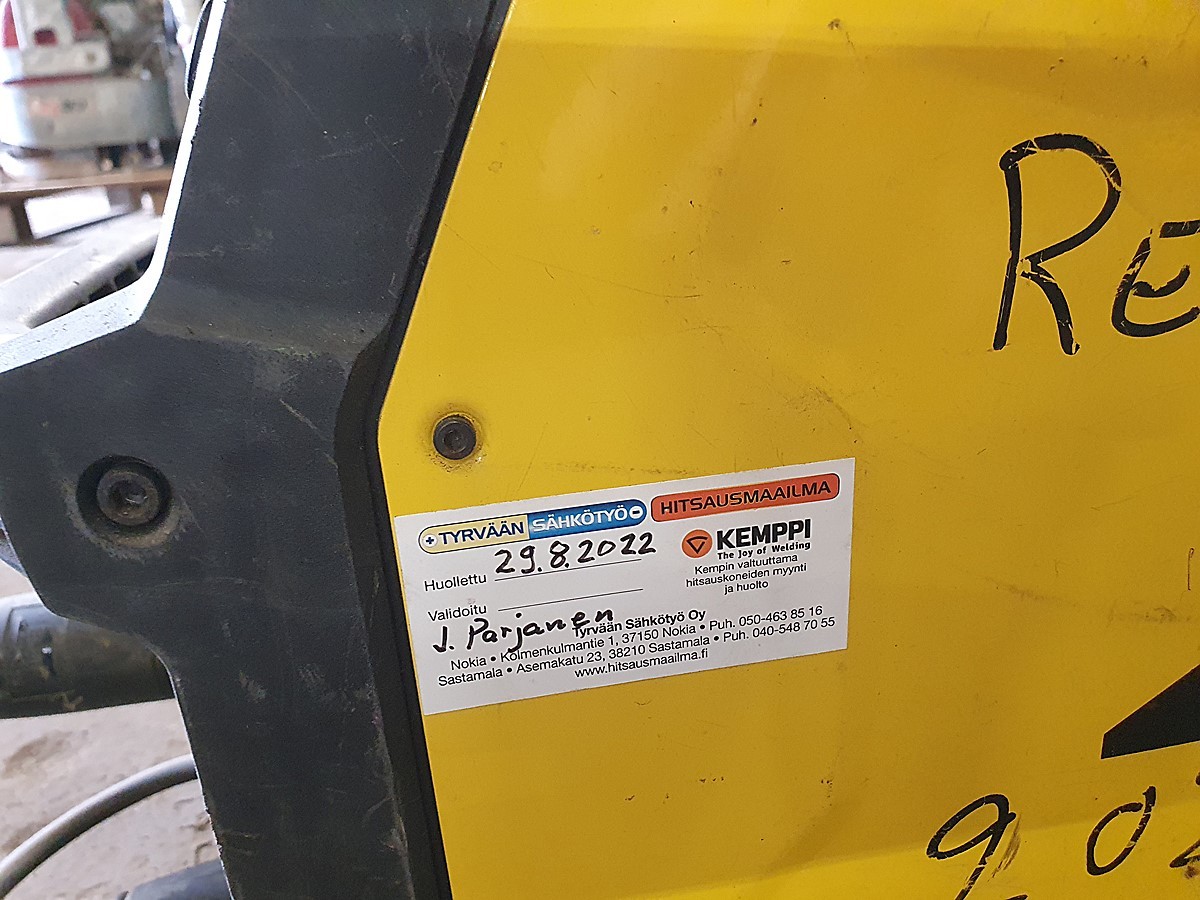 RE
+ TYRVÄÄN SÄHKÖTYÖ - HITSAUSMAAILMA
Huollettu 29.8.2022
KEMPPI
The Joy of Welding
Kempin valtuuttama
hitsauskoneiden myynti
ja huolto
Validoitu
J. Parjanen
Tyrvään Sähkötyö Oy
Nokia • Kolmenkulmantie 1, 37150 Nokia • Puh. 050-463 85 16
Sastamala • Asemakatu 23, 38210 Sastamala • Puh. 040-548 70 55
www.hitsausmaailma.fi